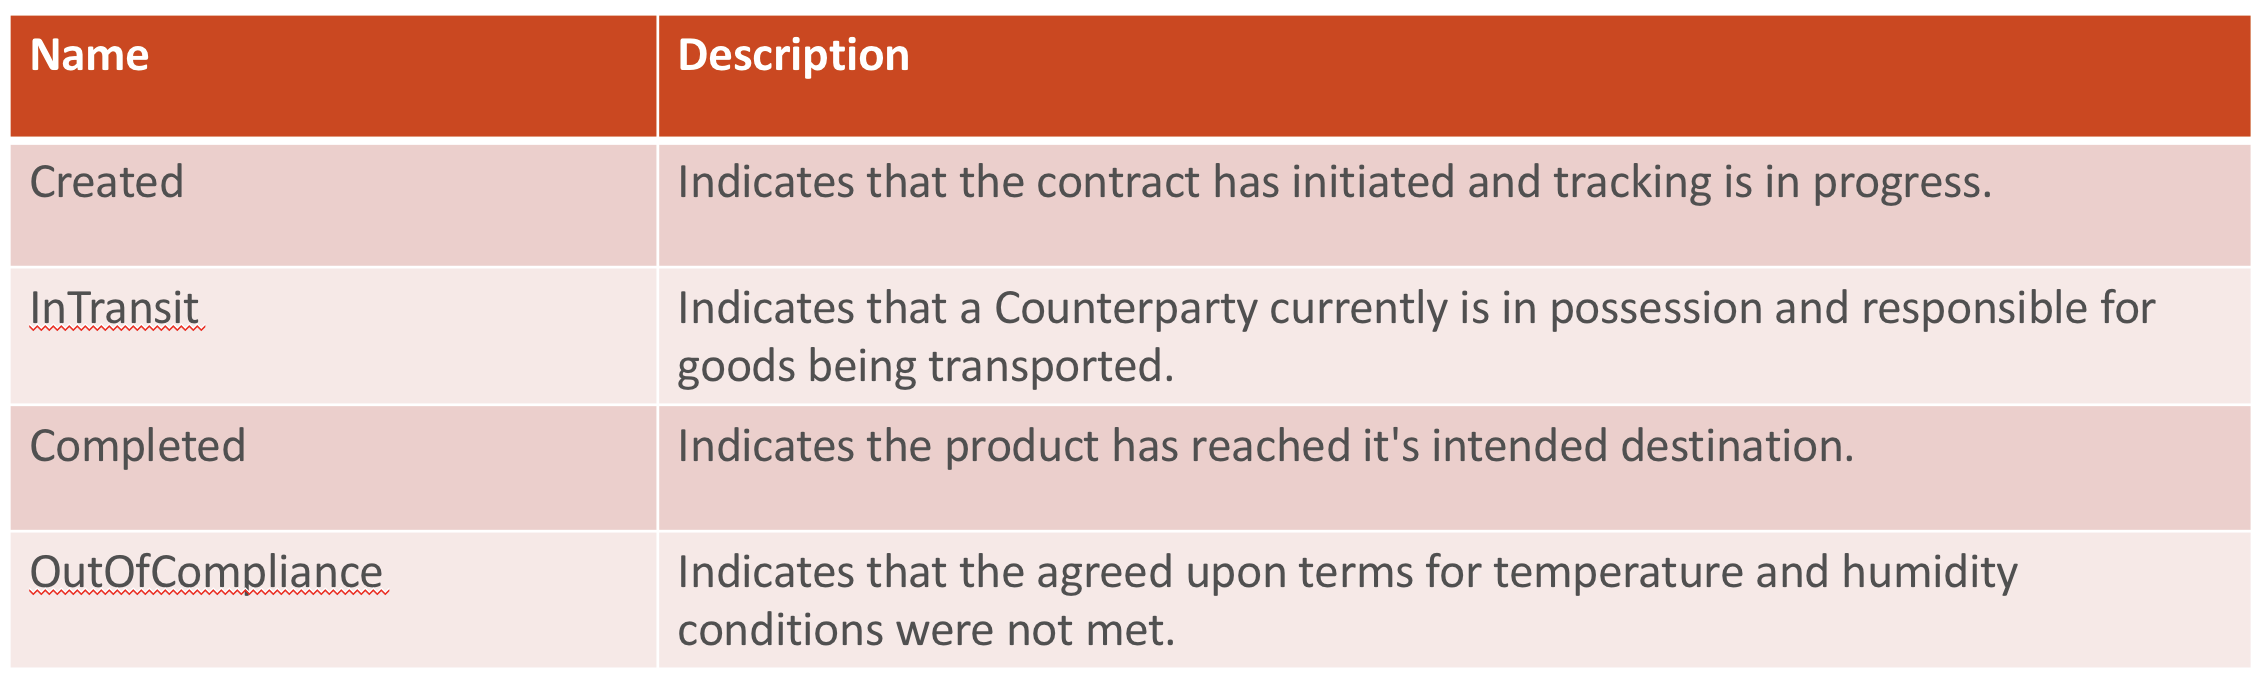 Name
Description
Created
Indicates that the contract has initiated and tracking is in progress.
InTransit
Indicates that a Counterparty currently is in possession and responsible for
goods being transported.
Completed
Indicates the product has reached it's intended destination.
OutOfCompliance
Indicates that the agreed upon terms for temperature and humidity
conditions were not met.